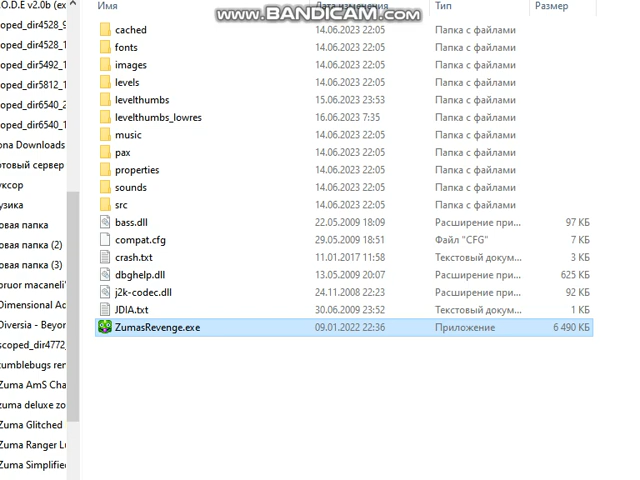 .O.D.E v2.0b (ex
oped_dir4528_9
oped_dir4528_1
oped_dir5492_1
oped_dir5812_1
oped_dir6540_2
oped_dir6540_1
ona Downloads
отовый сервер
уксор
узика
овая папка
овая папка (2)
овая папка (3)
pruor macaneli'
Dimensional Ad
Diversia - Beyon
scoped_dir4772_
tumblebugs ren
Zuma AmS Cha
zuma deluxe zo
Zuma Glitched
Zuma Ranger Lu
Zuma Simplified
www.BANDICAM.com
Имя Дата изменения Тип Размер
cached 14.06.2023 22:05 Папка с файлами
fonts 14.06.2023 22:05 Папка с файлами
images 14.06.2023 22:05 Папка с файлами
levels 14.06.2023 22:05 Папка с файлами
levelthumbs 15.06.2023 23:53 Папка с файлами
levelthumbs_lowres 16.06.2023 7:35 Папка с файлами
music 14.06.2023 22:05 Папка с файлами
pax 14.06.2023 22:05 Папка с файлами
properties 14.06.2023 22:05 Папка с файлами
sounds 14.06.2023 22:05 Папка с файлами
src 14.06.2023 22:05 Папка с файлами
bass.dll 22.05.2009 18:09 Расширение при... 97 КБ
compat.cfg 29.05.2009 18:51 Файл "CFG" 7 КБ
crash.txt 11.01.2017 11:58 Текстовый докум... 3 КБ
dbghelp.dll 13.05.2009 20:07 Расширение при... 625 КБ
j2k-codec.dll 24.11.2008 22:23 Расширение при... 92 КБ
JDIA.txt 30.06.2009 23:52 Текстовый докум... 1 КБ
ZumasRevenge.exe 09.01.2022 22:36 Приложение 6 490 КБ